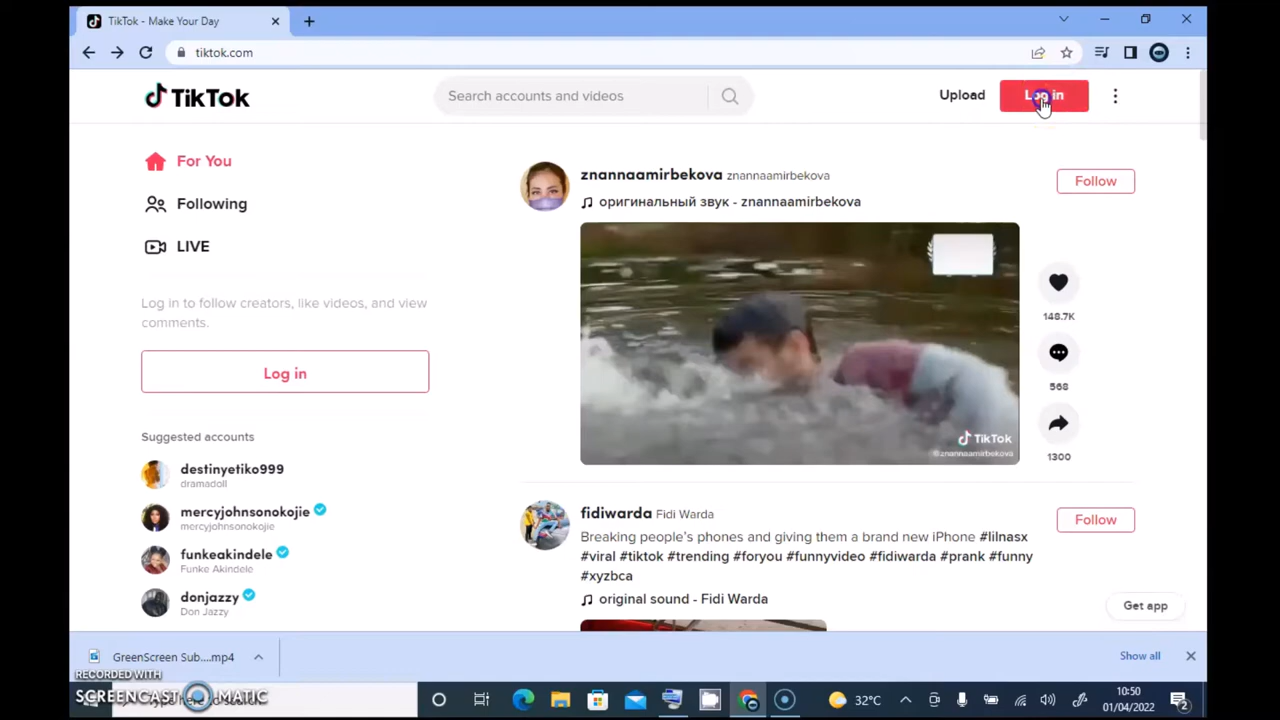 TikTok - Make Your Day
tiktok.com
TikTok
Search accounts and videos
Upload
Log in
For You
Following
LIVE
Log in to follow creators, like videos, and view
comments.
Log in
Suggested accounts
destinyetiko999
dramadoll
mercyjohnsonokojie
mercyjohnsonokojie
funkeakindele
Funke Akindele
donjazzy
Don Jazzy
znannaamirbekova znannaamirbekova
оригинальный звук - znannaamirbekova
Follow
TikTok
@znannaamirbekova
148.7K
568
1300
fidiwarda Fidi Warda
Follow
Breaking people's phones and giving them a brand new iPhone #lilnasx
#viral #tiktok #trending #foryou #funnyvideo #fidiwarda #prank #funny
#xyzbca
original sound - Fidi Warda
Get app
GreenScreen Sub....mp4
Show all
RECORDED WITH
SCREENCAST MATIC
32°C
10:50
01/04/2022
2